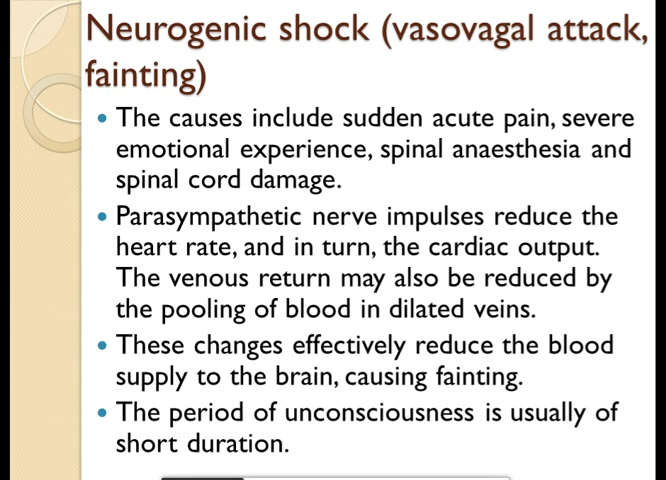 Neurogenic shock (vasovagal attack,
fainting)
• The causes include sudden acute pain, severe
emotional experience, spinal anaesthesia and
spinal cord damage.
• Parasympathetic nerve impulses reduce the
heart rate, and in turn, the cardiac output.
The venous return may also be reduced by
the pooling of blood in dilated veins.
• These changes effectively reduce the blood
supply to the brain, causing fainting.
• The period of unconsciousness is usually of
short duration.